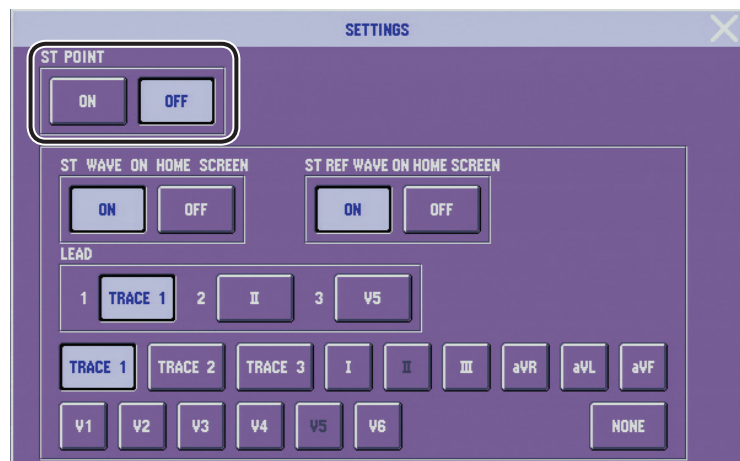 SETTINGS
ST POINT
ON OFF
ST WAVE ON HOME SCREEN ST REF WAVE ON HOME SCREEN
ON OFF ON OFF
LEAD
1 TRACE 1 2 II 3 V5
TRACE 1 TRACE 2 TRACE 3 I II III aVR aVL aVF
V1 V2 V3 V4 V5 V6 NONE